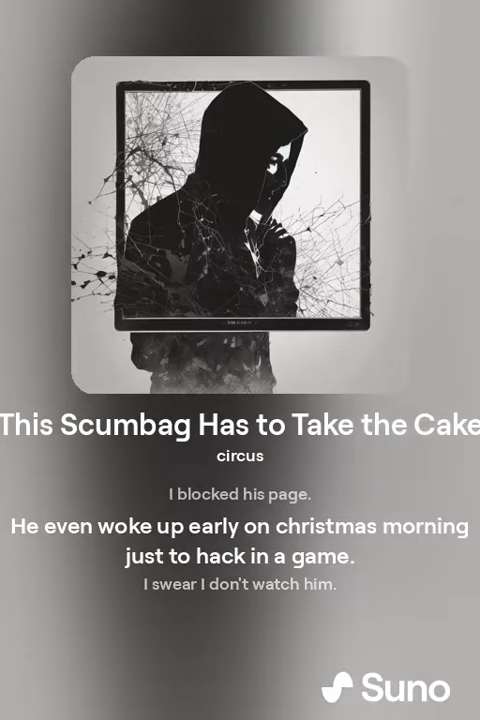 This Scumbag Has to Take the Cake
circus
I blocked his page.
He even woke up early on christmas morning
just to hack in a game.
I swear I don't watch him.
Suno